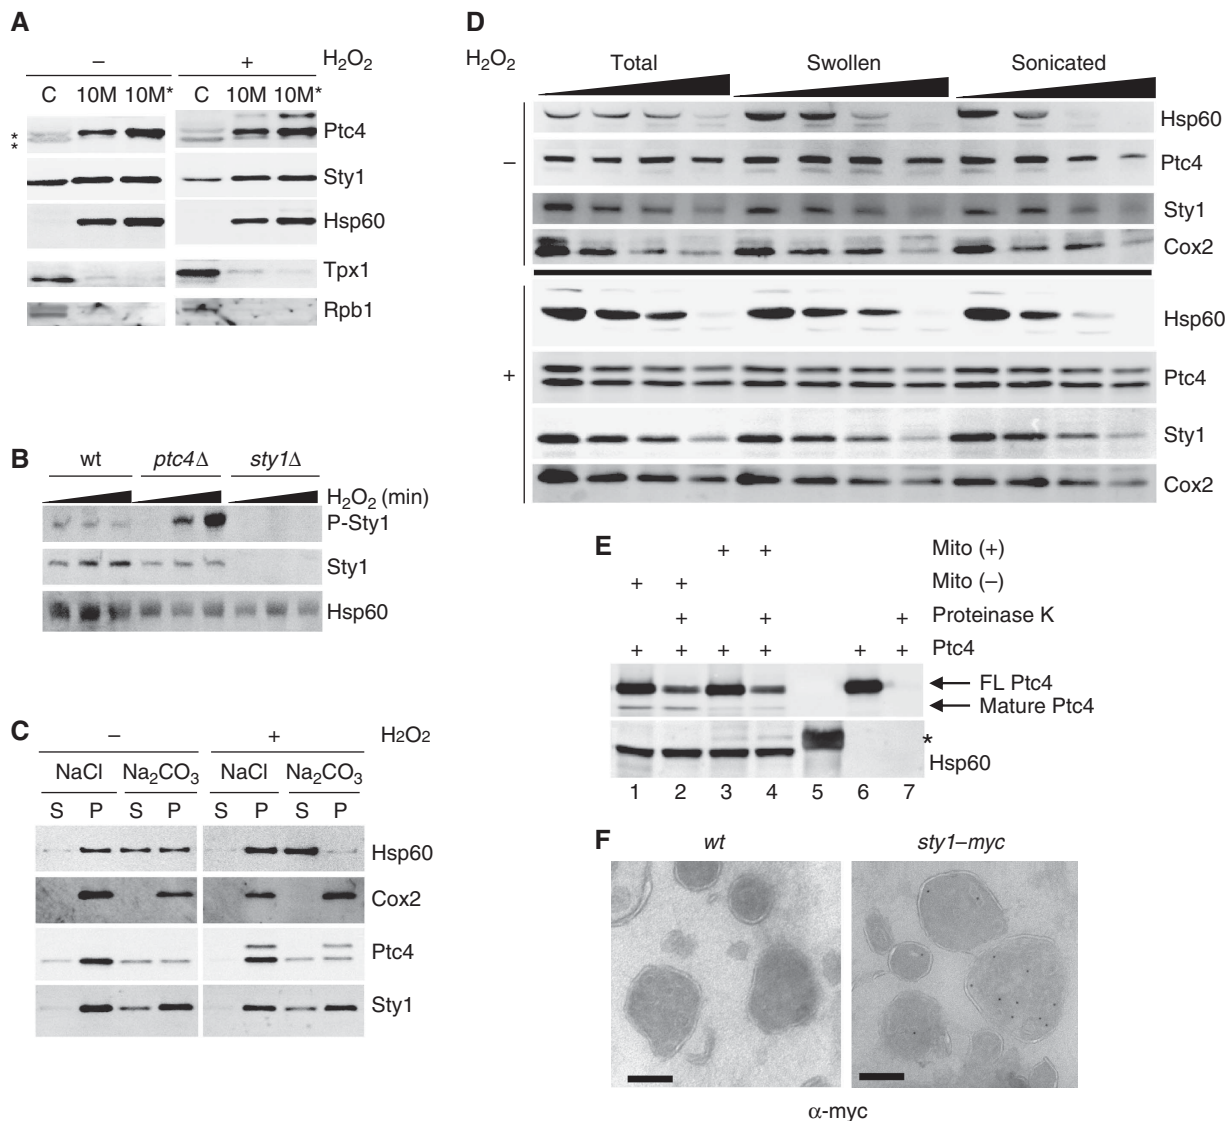 A
– + H2O2
C 10M 10M* C 10M 10M*
*
*
Ptc4
Sty1
Hsp60
Tpx1
Rpb1
B
wt ptc4Δ sty1Δ
H2O2 (min)
P-Sty1
Sty1
Hsp60
C
– + H2O2
NaCl Na2CO3 NaCl Na2CO3
S P S P S P S P
Hsp60
Cox2
Ptc4
Sty1
D
H2O2 Total Swollen Sonicated
–
Hsp60
Ptc4
Sty1
Cox2
+
Hsp60
Ptc4
Sty1
Cox2
E
+ + Mito (+)
+ + Mito (–)
+ + + Proteinase K
+ + + + + + Ptc4
FL Ptc4
Mature Ptc4
*
Hsp60
1 2 3 4 5 6 7
F
wt sty1–myc
α-myc